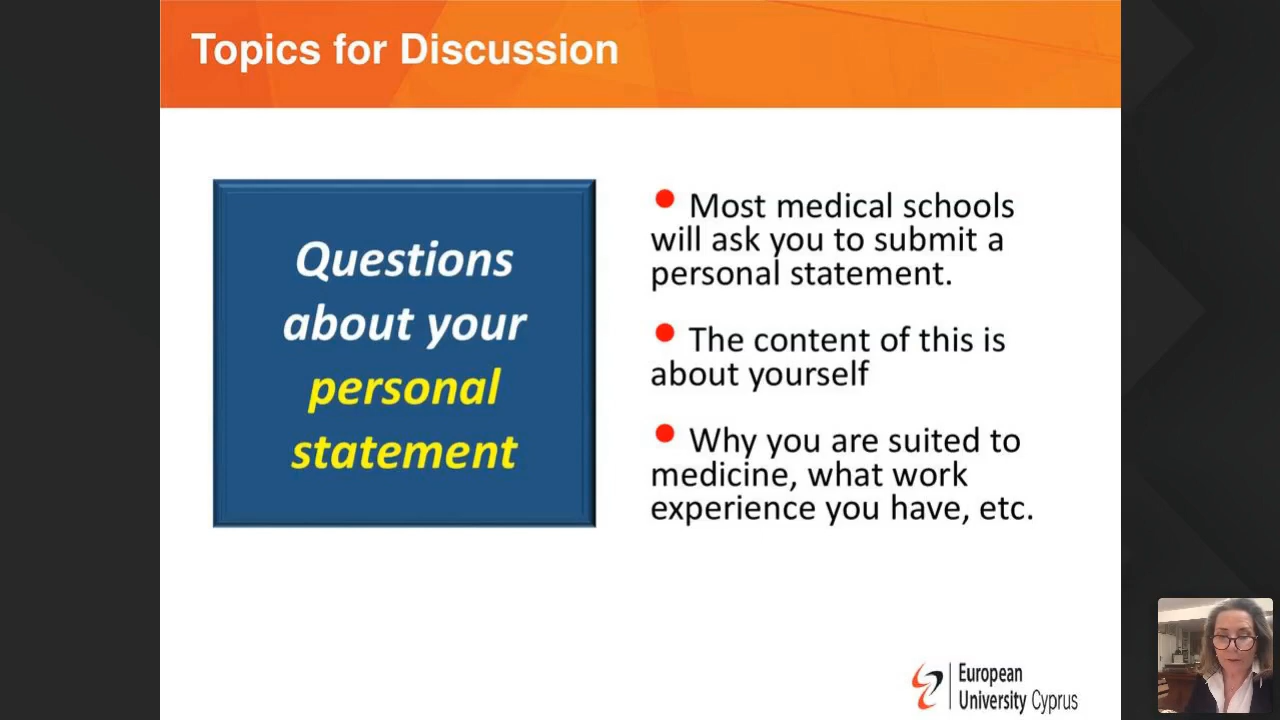 Topics for Discussion
Questions
about your
personal
statement
• Most medical schools
will ask you to submit a
personal statement.
• The content of this is
about yourself
• Why you are suited to
medicine, what work
experience you have, etc.
European
University Cyprus